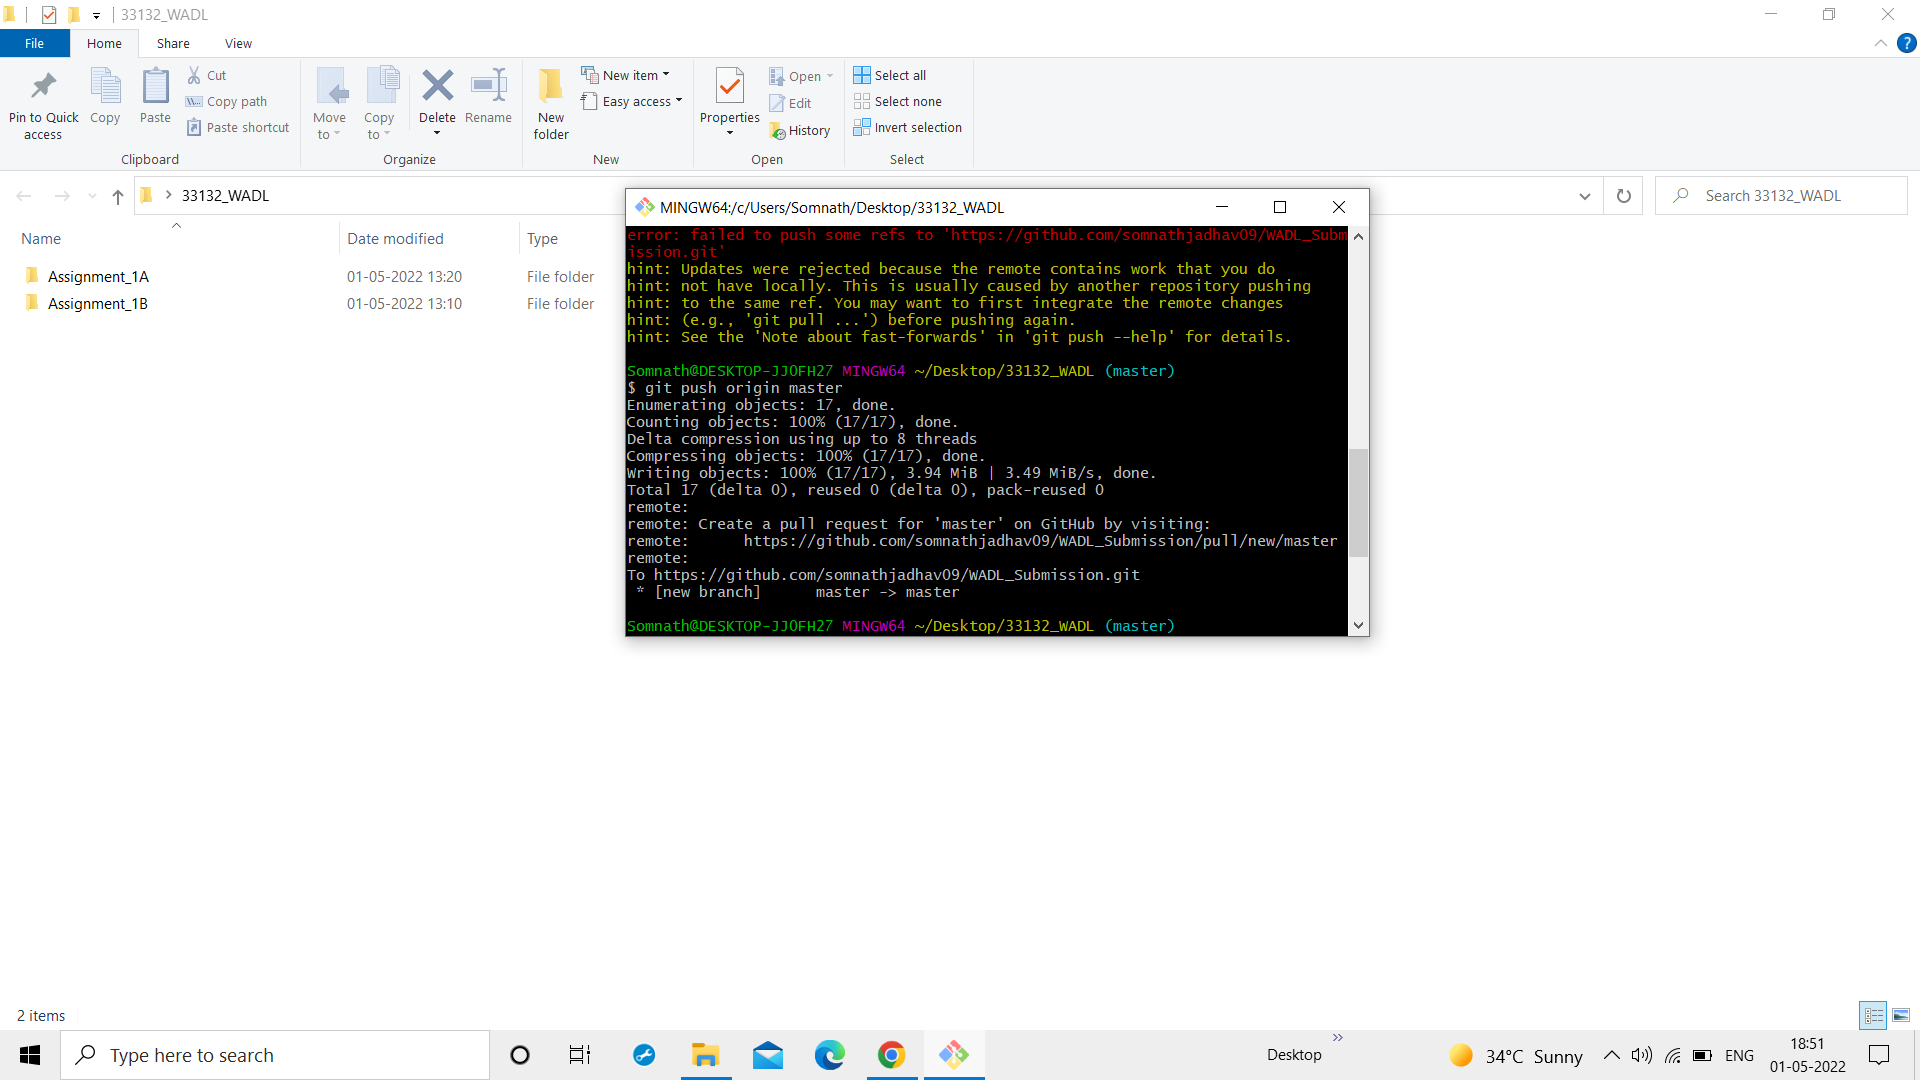 33132_WADL
File
Home
Share
View
Pin to Quick access
Copy
Paste
Cut
Copy path
Paste shortcut
Clipboard
Move to
Copy to
Delete
Rename
Organize
New folder
New item
Easy access
New
Properties
Open
Edit
History
Open
Select all
Select none
Invert selection
Select
33132_WADL
Search 33132_WADL
Name
Date modified
Type
Assignment_1A
01-05-2022 13:20
File folder
Assignment_1B
01-05-2022 13:10
File folder
MINGW64:/c/Users/Somnath/Desktop/33132_WADL
error: failed to push some refs to 'https://github.com/somnathjadhav09/WADL_Subm
ission.git'
hint: Updates were rejected because the remote contains work that you do
hint: not have locally. This is usually caused by another repository pushing
hint: to the same ref. You may want to first integrate the remote changes
hint: (e.g., 'git pull ...') before pushing again.
hint: See the 'Note about fast-forwards' in 'git push --help' for details.
Somnath@DESKTOP-JJOFH27 MINGW64 ~/Desktop/33132_WADL (master)
$ git push origin master
Enumerating objects: 17, done.
Counting objects: 100% (17/17), done.
Delta compression using up to 8 threads
Compressing objects: 100% (17/17), done.
Writing objects: 100% (17/17), 3.94 MiB | 3.49 MiB/s, done.
Total 17 (delta 0), reused 0 (delta 0), pack-reused 0
remote:
remote: Create a pull request for 'master' on GitHub by visiting:
remote:      https://github.com/somnathjadhav09/WADL_Submission/pull/new/master
remote:
To https://github.com/somnathjadhav09/WADL_Submission.git
 * [new branch]      master -> master
Somnath@DESKTOP-JJOFH27 MINGW64 ~/Desktop/33132_WADL (master)
2 items
Type here to search
Desktop
34°C Sunny
ENG
18:51
01-05-2022